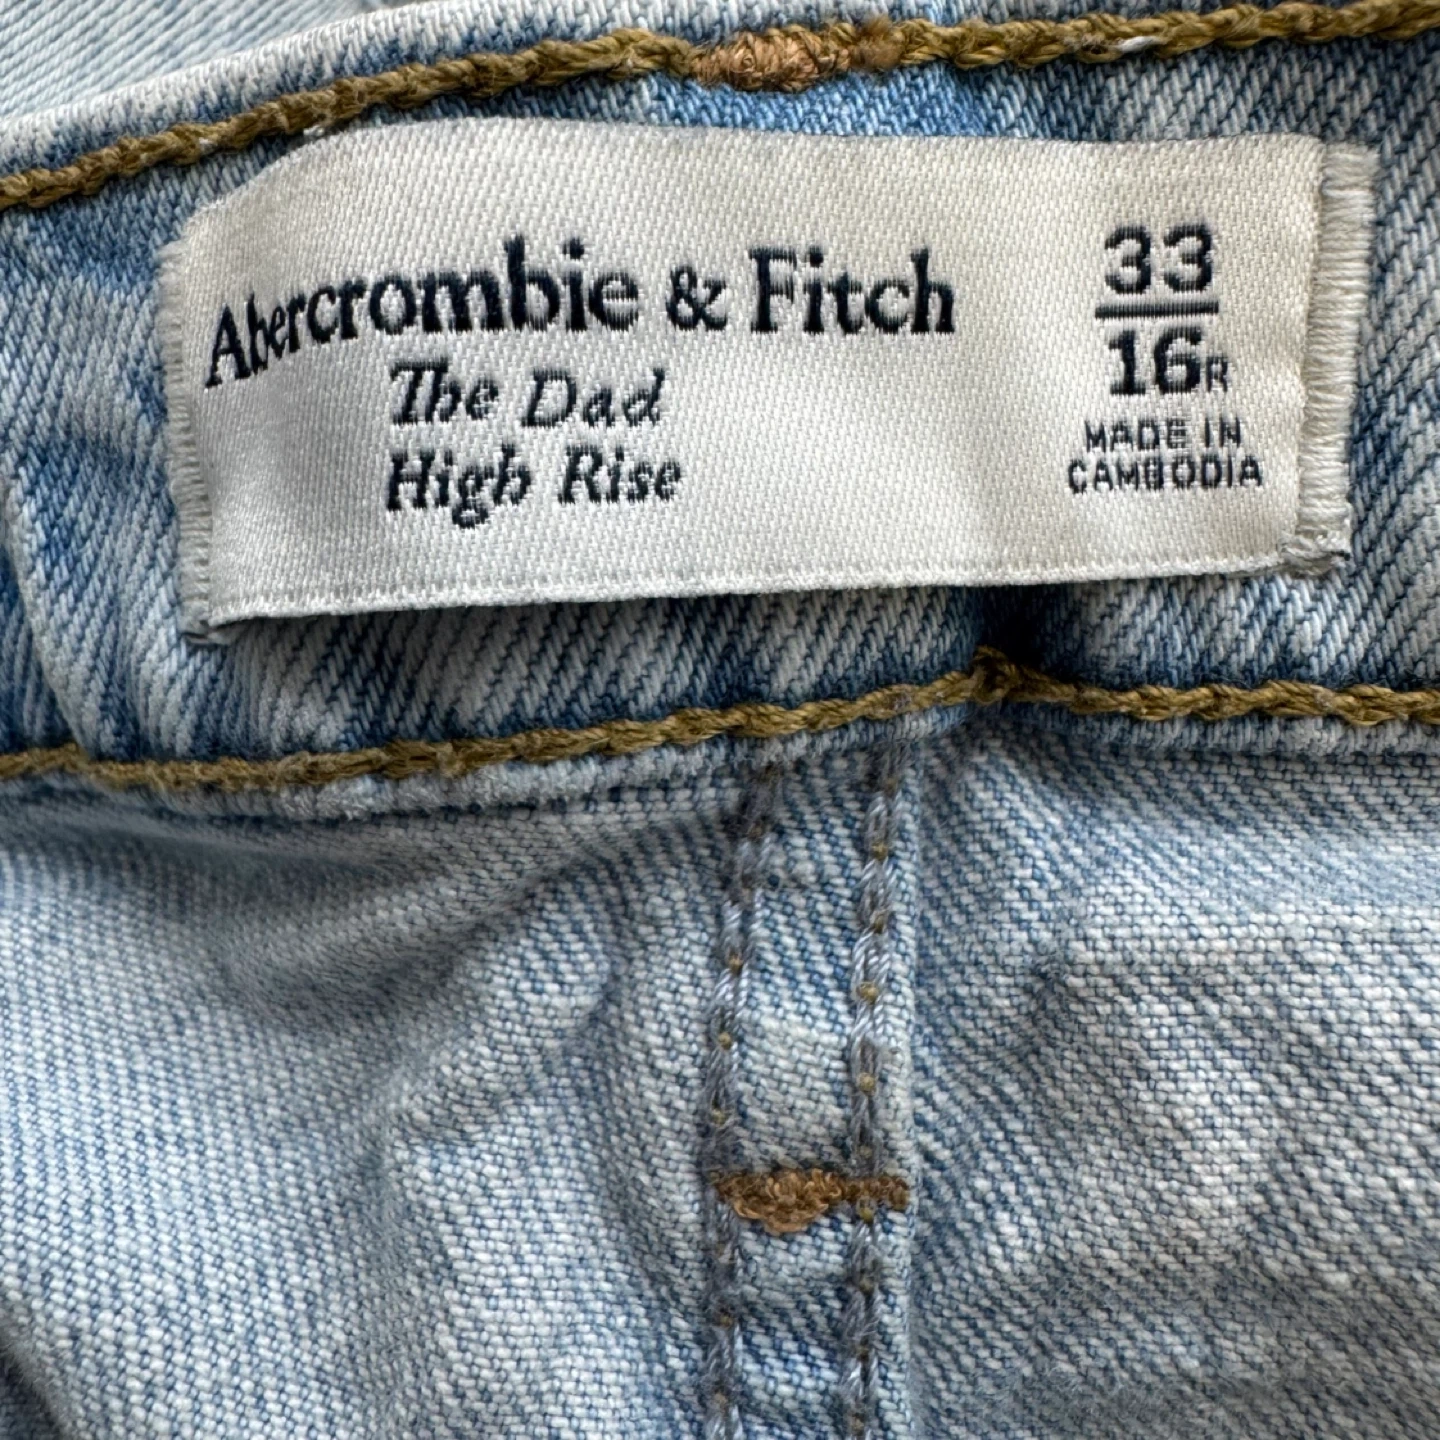 Abercrombie & Fitch
The Dad
High Rise
33
16R
MADE IN
CAMBODIA